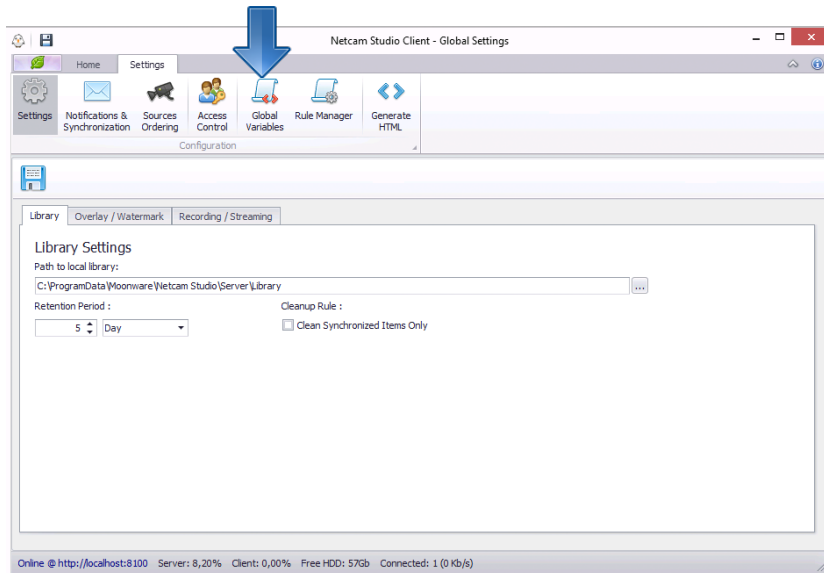 Netcam Studio Client - Global Settings
Home Settings
Settings
Notifications &
Synchronization
Sources
Ordering
Access
Control
Global
Variables
Rule Manager
Generate
HTML
Configuration
Library Overlay / Watermark Recording / Streaming
Library Settings
Path to local library:
C:\ProgramData\Moonware\Netcam Studio\Server\Library
...
Retention Period : Cleanup Rule :
5 Day Clean Synchronized Items Only
Online @ http://localhost:8100 Server: 8,20% Client: 0,00% Free HDD: 57Gb Connected: 1 (0 Kb/s)